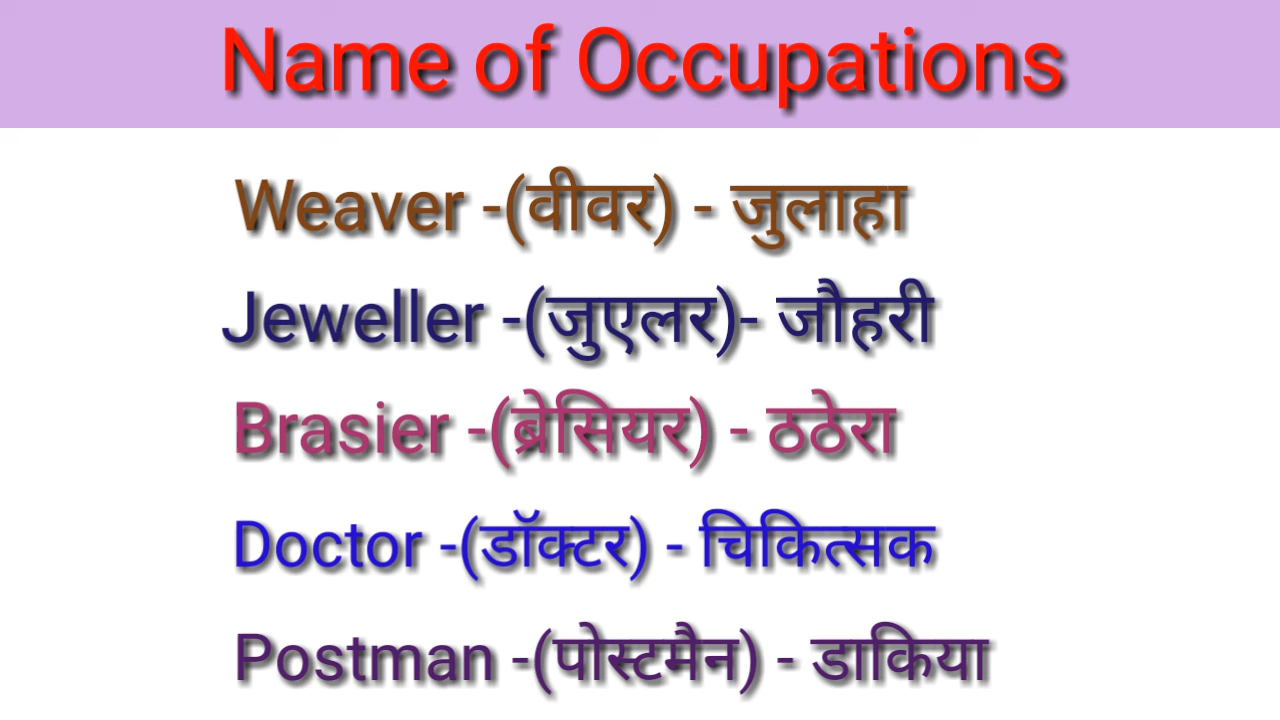 Name of Occupations
Weaver -(वीवर) - जुलाहा
Jeweller -(जुएलर)- जौहरी
Brasier -(ब्रेसियर) - ठठेरा
Doctor -(डॉक्टर) - चिकित्सक
Postman -(पोस्टमैन) - डाकिया